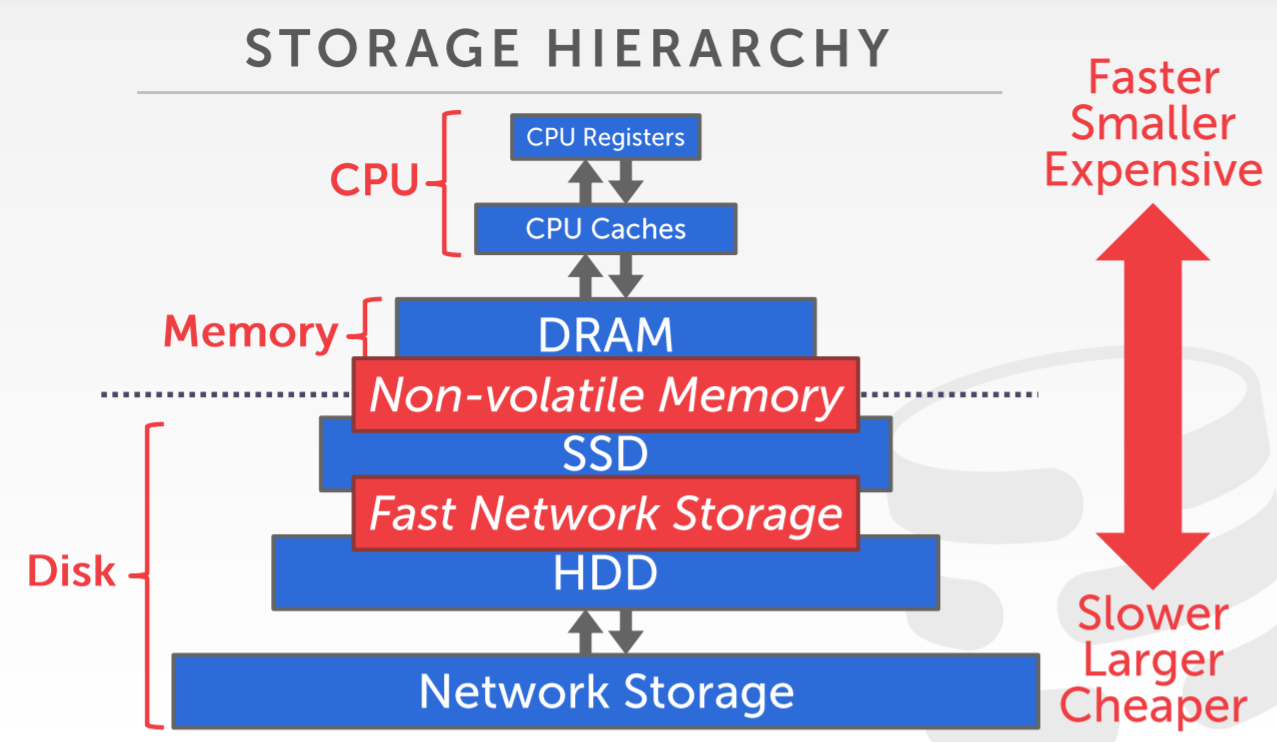 STORAGE HIERARCHY
Faster
Smaller
Expensive
CPU Registers
CPU
CPU Caches
DRAM
Memory
Non-volatile Memory
SSD
Fast Network Storage
Disk
HDD
Slower
Larger
Cheaper
Network Storage